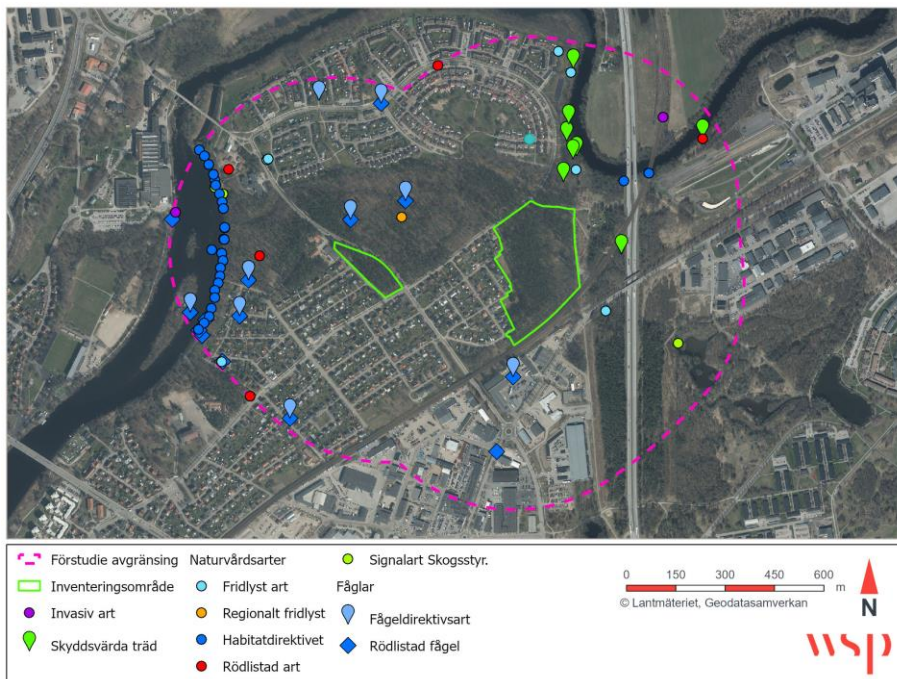 Förstudie avgränsing
Inventeringsområde
Invasiv art
Skyddsvärda träd
Naturvårdsarter
Fridlyst art
Regionalt fridlyst
Habitatdirektivet
Rödlistad art
Signalart Skogsstyr.
Fåglar
Fågeldirektivsart
Rödlistad fågel
0 150 300 450 600
m
© Lantmäteriet, Geodatasamverkan
N
wsp